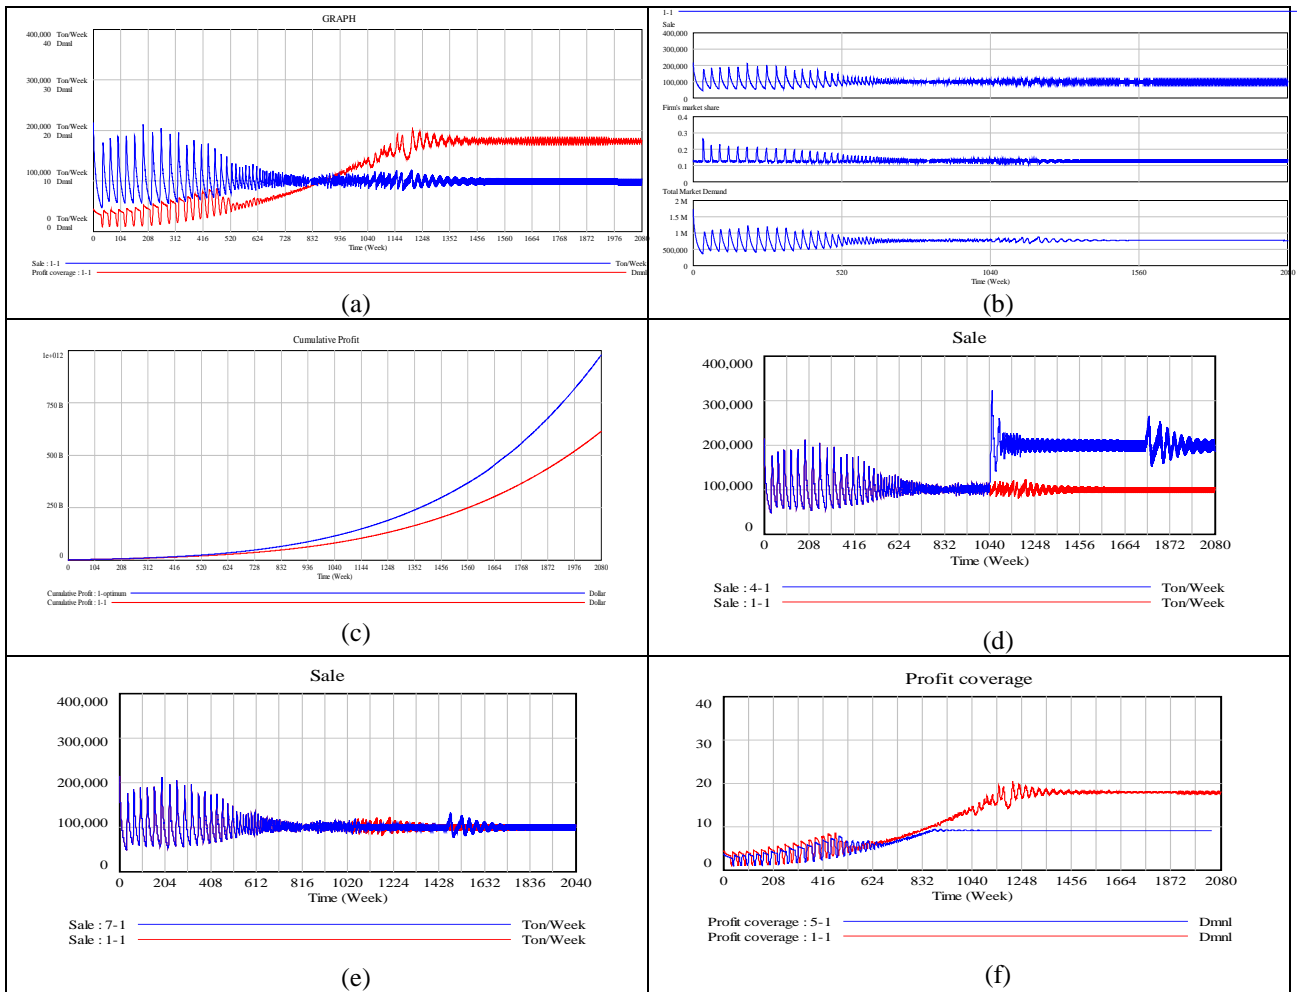 GRAPH
400,000 Ton/Week
40 Dmnl
300,000 Ton/Week
30 Dmnl
200,000 Ton/Week
20 Dmnl
100,000 Ton/Week
10 Dmnl
0 Ton/Week
0 Dmnl
0 104 208 312 416 520 624 728 832 936 1040 1144 1248 1352 1456 1560 1664 1768 1872 1976 2080
Time (Week)
Sale : 1-1 Ton/Week
Profit coverage : 1-1 Dmnl
(a)
1-1
Sale
400,000
300,000
200,000
100,000
0
Firm's market share
0.4
0.3
0.2
0.1
0
Total Market Demand
2 M
1.5 M
1 M
500,000
0
0 520 1040 1560 2080
Time (Week)
(b)
Cumulative Profit
1e+012
750 B
500 B
250 B
0
0 104 208 312 416 520 624 728 832 936 1040 1144 1248 1352 1456 1560 1664 1768 1872 1976 2080
Time (Week)
Cumulative Profit : 1-optimum Dollar
Cumulative Profit : 1-1 Dollar
(c)
Sale
400,000
300,000
200,000
100,000
0
0 208 416 624 832 1040 1248 1456 1664 1872 2080
Time (Week)
Sale : 4-1 Ton/Week
Sale : 1-1 Ton/Week
(d)
Sale
400,000
300,000
200,000
100,000
0
0 204 408 612 816 1020 1224 1428 1632 1836 2040
Time (Week)
Sale : 7-1 Ton/Week
Sale : 1-1 Ton/Week
(e)
Profit coverage
40
30
20
10
0
0 208 416 624 832 1040 1248 1456 1664 1872 2080
Time (Week)
Profit coverage : 5-1 Dmnl
Profit coverage : 1-1 Dmnl
(f)